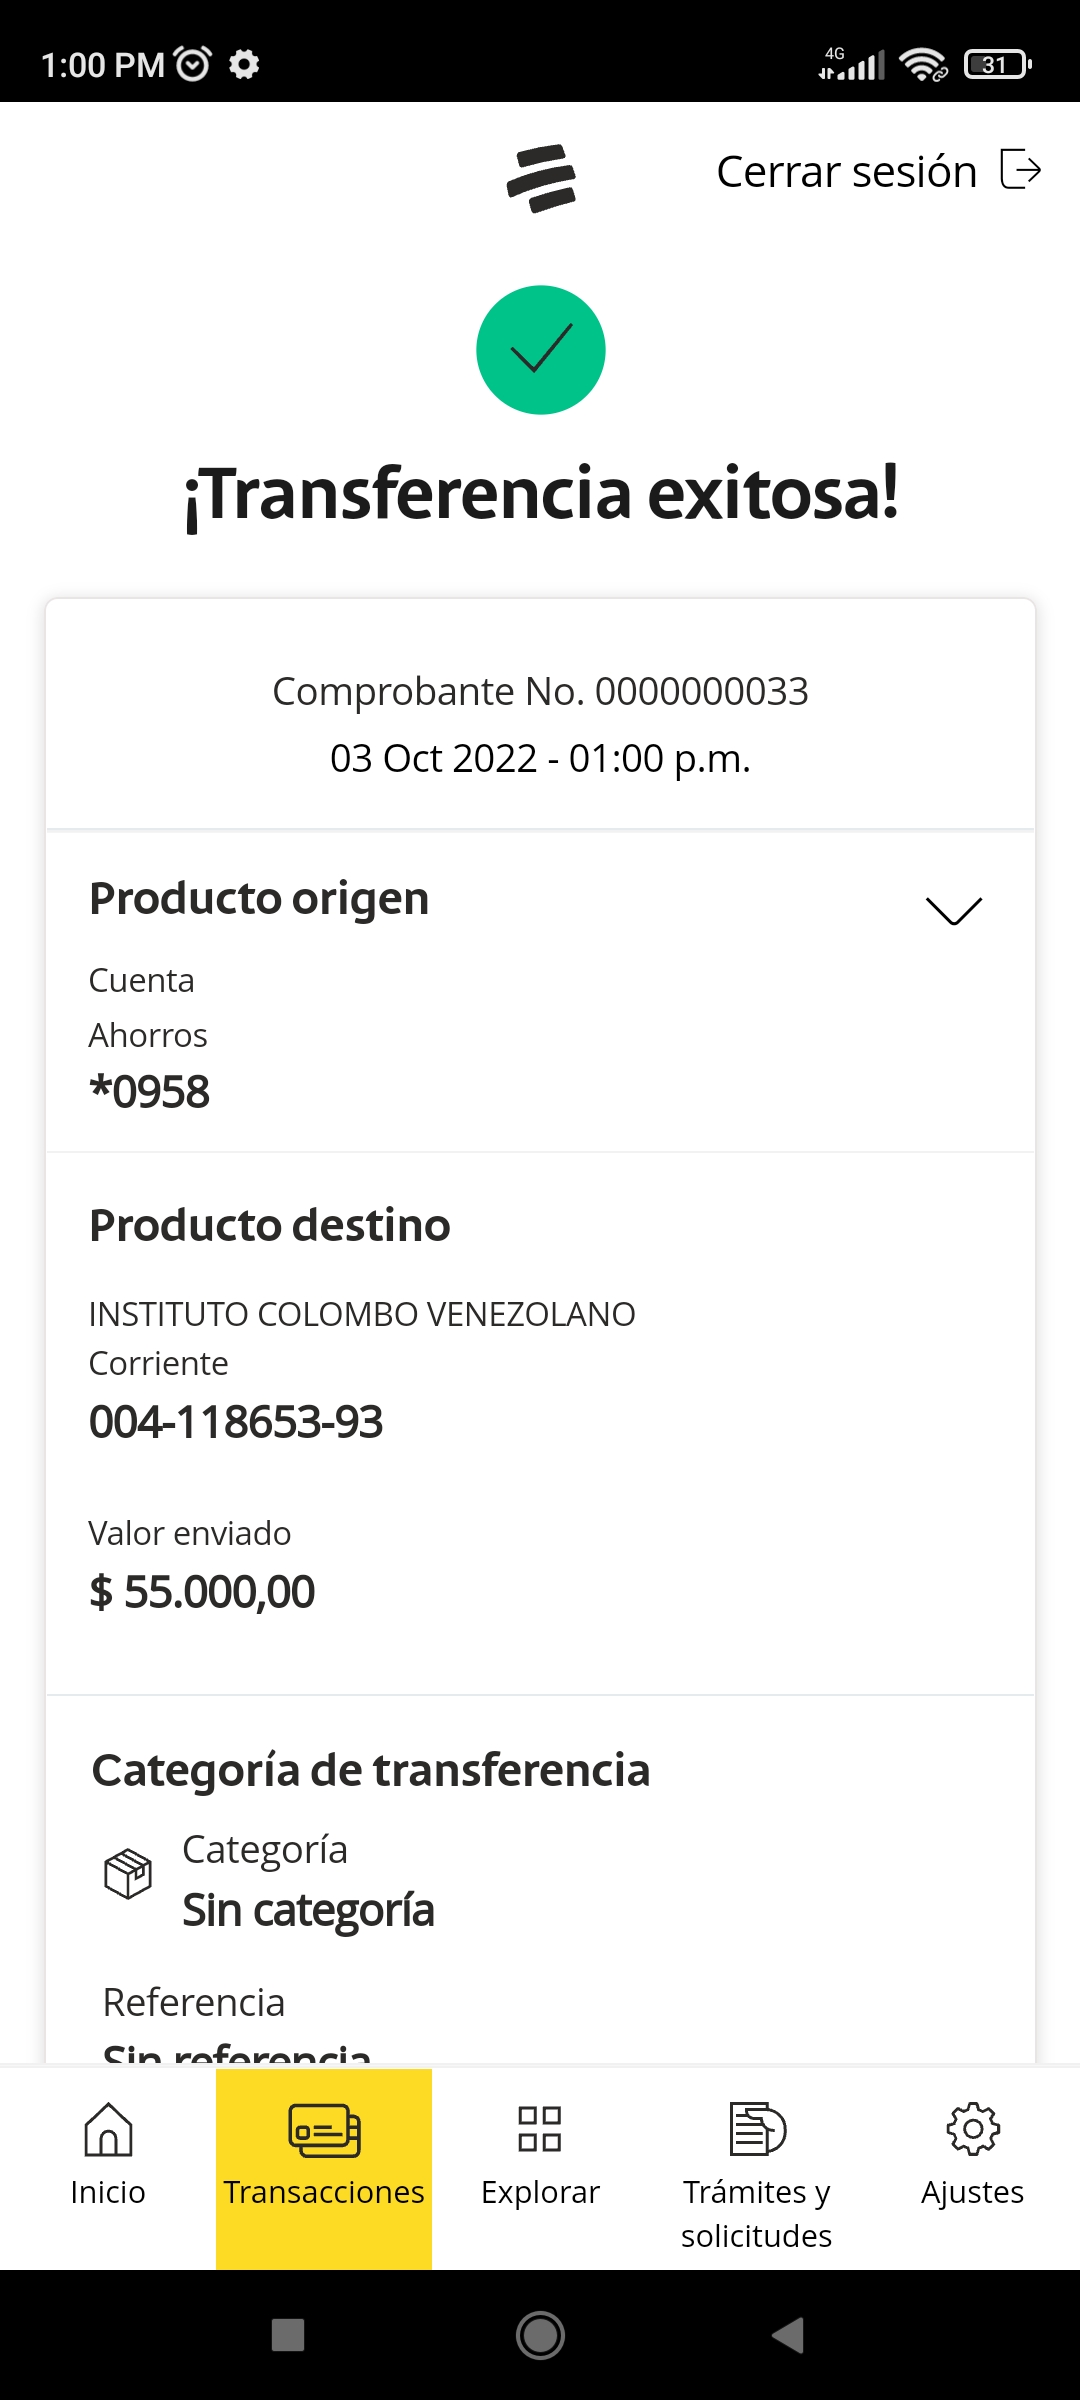 1:00 PM
4G
31
Cerrar sesión
¡Transferencia exitosa!
Comprobante No. 0000000033
03 Oct 2022 - 01:00 p.m.
Producto origen
Cuenta
Ahorros
*0958
Producto destino
INSTITUTO COLOMBO VENEZOLANO
Corriente
004-118653-93
Valor enviado
$ 55.000,00
Categoría de transferencia
Categoría
Sin categoría
Referencia
Sin referencia
Inicio
Transacciones
Explorar
Trámites y
solicitudes
Ajustes